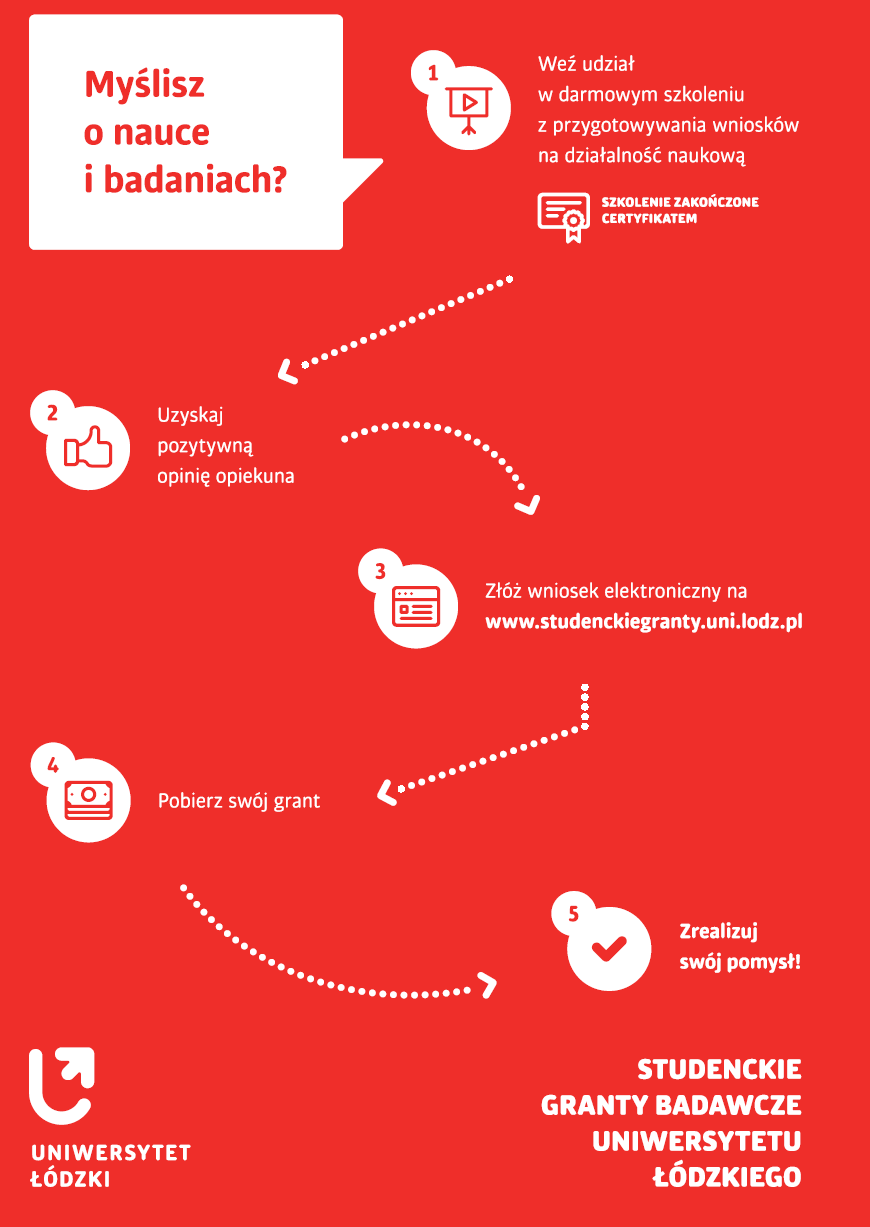 Myślisz
o nauce
i badaniach?
1
Weź udział
w darmowym szkoleniu
z przygotowywania wniosków
na działalność naukową
SZKOLENIE ZAKOŃCZONE
CERTYFIKATEM
2
Uzyskaj
pozytywną
opinię opiekuna
3
Złóż wniosek elektroniczny na
www.studenckiegranty.uni.lodz.pl
4
Pobierz swój grant
5
Zrealizuj
swój pomysł!
UNIWERSYTET
ŁÓDZKI
STUDENCKIE
GRANTY BADAWCZE
UNIWERSYTETU
ŁÓDZKIEGO